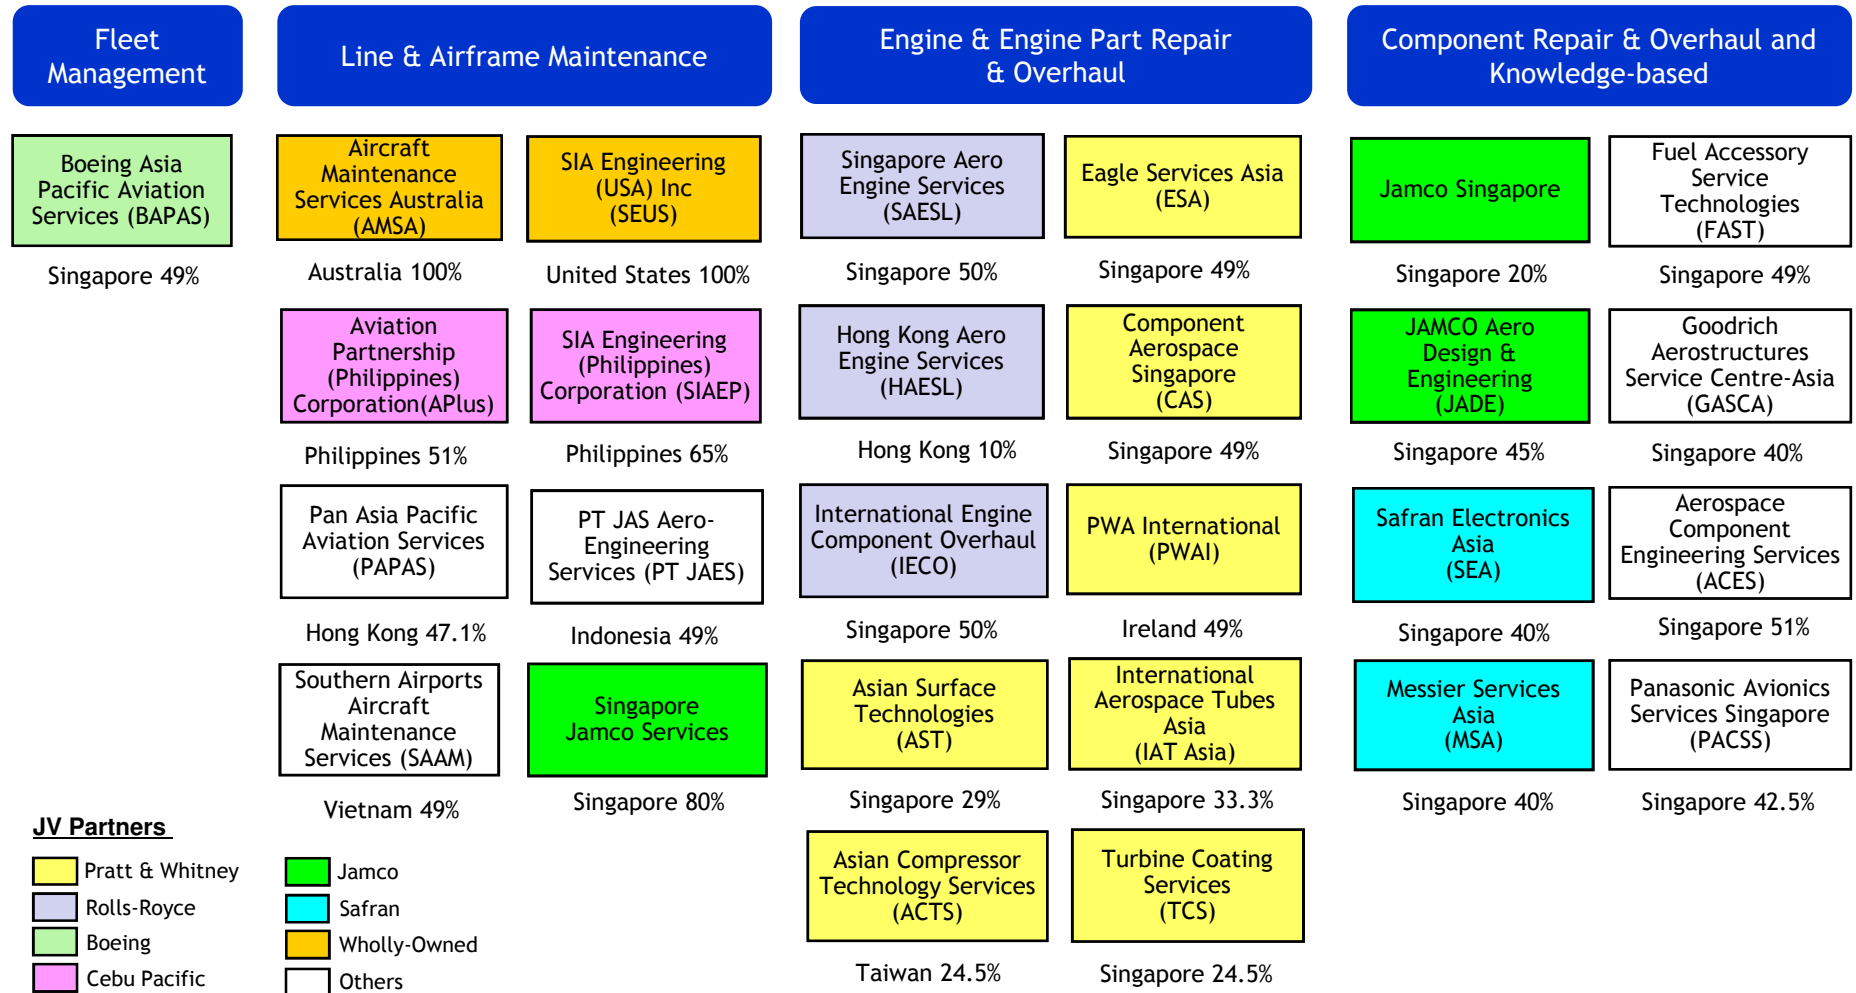 Fleet
Management
Line & Airframe Maintenance
Engine & Engine Part Repair
& Overhaul
Component Repair & Overhaul and
Knowledge-based
Boeing Asia
Pacific Aviation
Services (BAPAS)
Singapore 49%
Aircraft
Maintenance
Services Australia
(AMSA)
Australia 100%
SIA Engineering
(USA) Inc
(SEUS)
United States 100%
Aviation
Partnership
(Philippines)
Corporation(APlus)
Philippines 51%
SIA Engineering
(Philippines)
Corporation (SIAEP)
Philippines 65%
Pan Asia Pacific
Aviation Services
(PAPAS)
Hong Kong 47.1%
PT JAS Aero-
Engineering
Services (PT JAES)
Indonesia 49%
Southern Airports
Aircraft
Maintenance
Services (SAAM)
Vietnam 49%
Singapore
Jamco Services
Singapore 80%
Singapore Aero
Engine Services
(SAESL)
Singapore 50%
Eagle Services Asia
(ESA)
Singapore 49%
Hong Kong Aero
Engine Services
(HAESL)
Hong Kong 10%
Component
Aerospace
Singapore
(CAS)
Singapore 49%
International Engine
Component Overhaul
(IECO)
Singapore 50%
PWA International
(PWAI)
Ireland 49%
Asian Surface
Technologies
(AST)
Singapore 29%
International
Aerospace Tubes
Asia
(IAT Asia)
Singapore 33.3%
Asian Compressor
Technology Services
(ACTS)
Taiwan 24.5%
Turbine Coating
Services
(TCS)
Singapore 24.5%
Jamco Singapore
Singapore 20%
Fuel Accessory
Service
Technologies
(FAST)
Singapore 49%
JAMCO Aero
Design &
Engineering
(JADE)
Singapore 45%
Goodrich
Aerostructures
Service Centre-Asia
(GASCA)
Singapore 40%
Safran Electronics
Asia
(SEA)
Singapore 40%
Aerospace
Component
Engineering Services
(ACES)
Singapore 51%
Messier Services
Asia
(MSA)
Singapore 40%
Panasonic Avionics
Services Singapore
(PACSS)
Singapore 42.5%
JV Partners
Pratt & Whitney
Rolls-Royce
Boeing
Cebu Pacific
Jamco
Safran
Wholly-Owned
Others